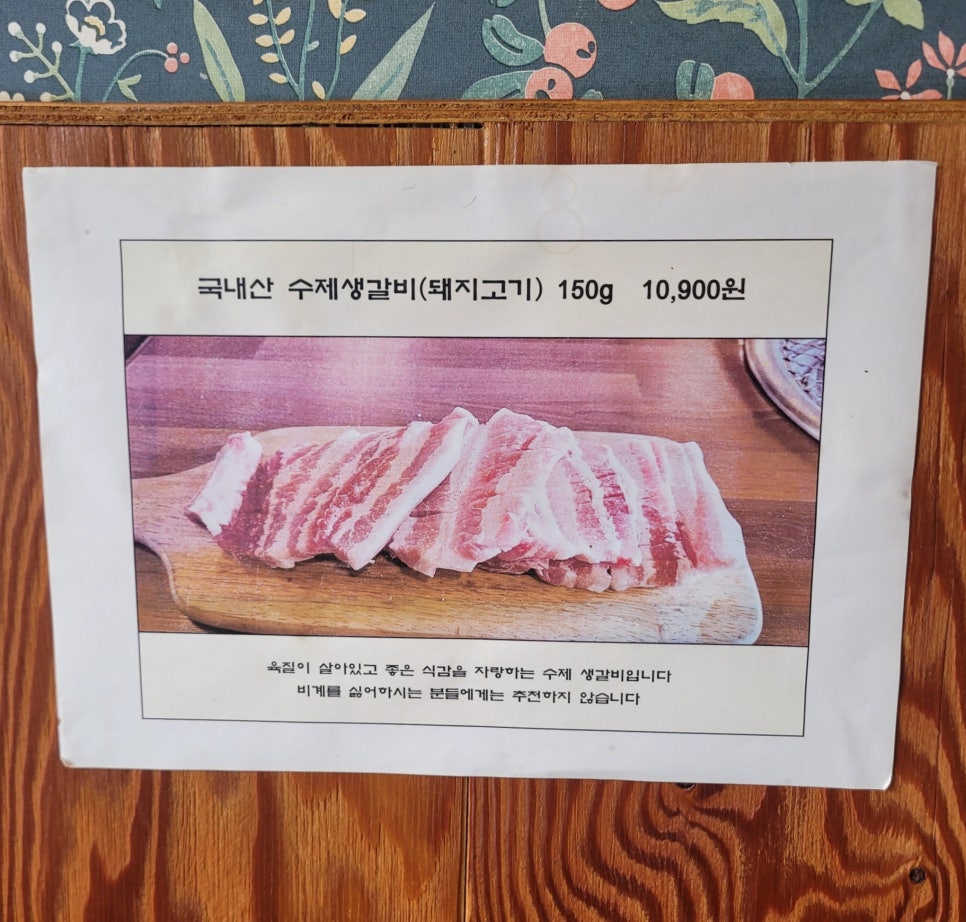 국내산 수제생갈비(돼지고기) 150g 10,900원
육질이 살아있고 좋은 식감을 자랑하는 수제 생갈비입니다
비계를 싫어하시는 분들에게는 추천하지 않습니다